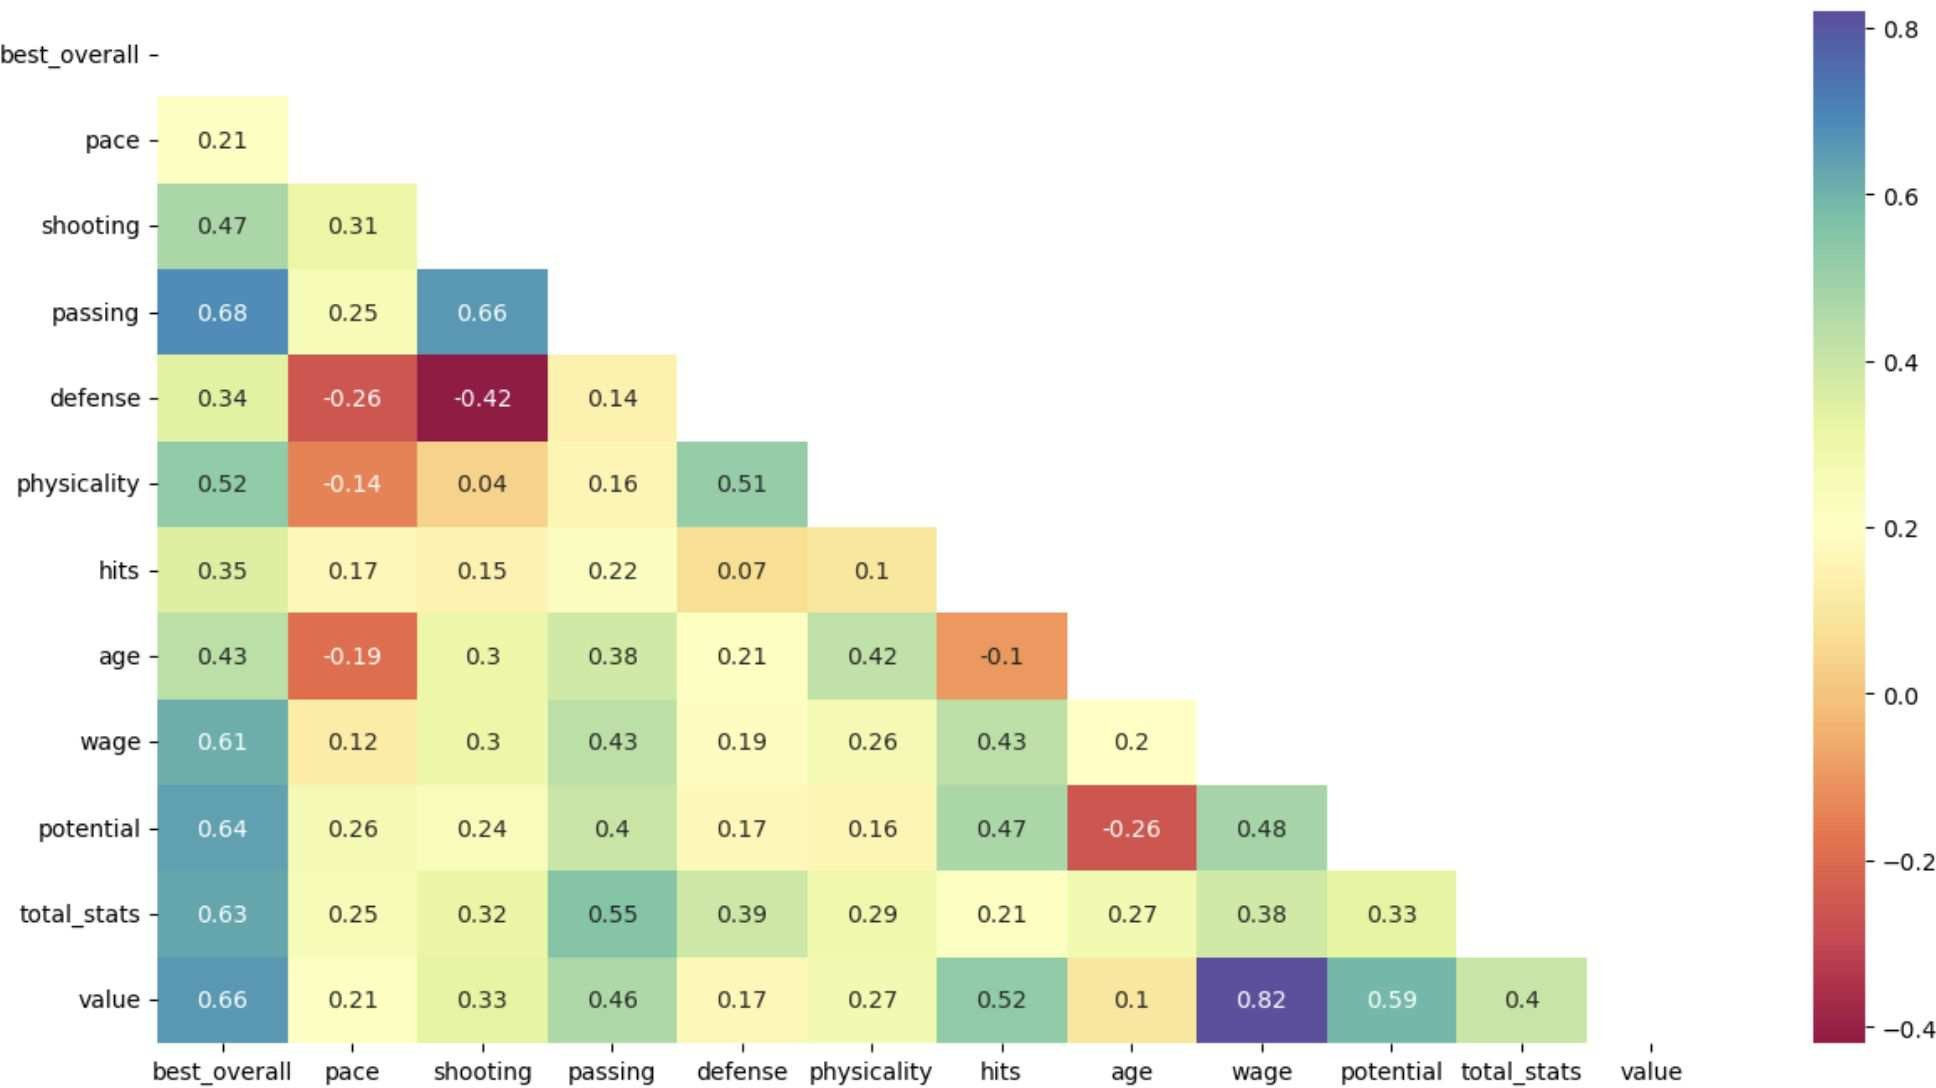 best_overall
pace 0.21
shooting 0.47 0.31
passing 0.68 0.25 0.66
defense 0.34 -0.26 -0.42 0.14
physicality 0.52 -0.14 0.04 0.16 0.51
hits 0.35 0.17 0.15 0.22 0.07 0.1
age 0.43 -0.19 0.3 0.38 0.21 0.42 -0.1
wage 0.61 0.12 0.3 0.43 0.19 0.26 0.43 0.2
potential 0.64 0.26 0.24 0.4 0.17 0.16 0.47 -0.26 0.48
total_stats 0.63 0.25 0.32 0.55 0.39 0.29 0.21 0.27 0.38 0.33
value 0.66 0.21 0.33 0.46 0.17 0.27 0.52 0.1 0.82 0.59 0.4
best_overall pace shooting passing defense physicality hits age wage potential total_stats value
0.8
0.6
0.4
0.2
0.0
−0.2
−0.4